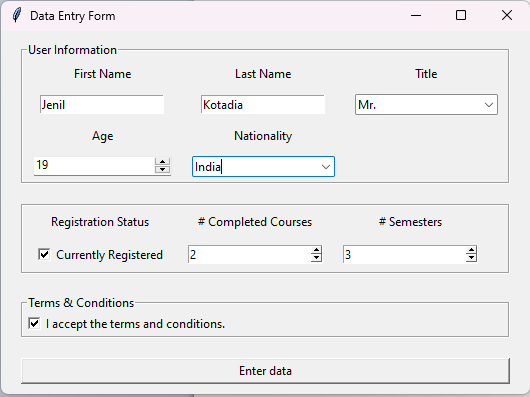 Data Entry Form
User Information
First Name Last Name Title
Jenil Kotadia Mr.
Age Nationality
19 India
Registration Status # Completed Courses # Semesters
Currently Registered 2 3
Terms & Conditions
I accept the terms and conditions.
Enter data